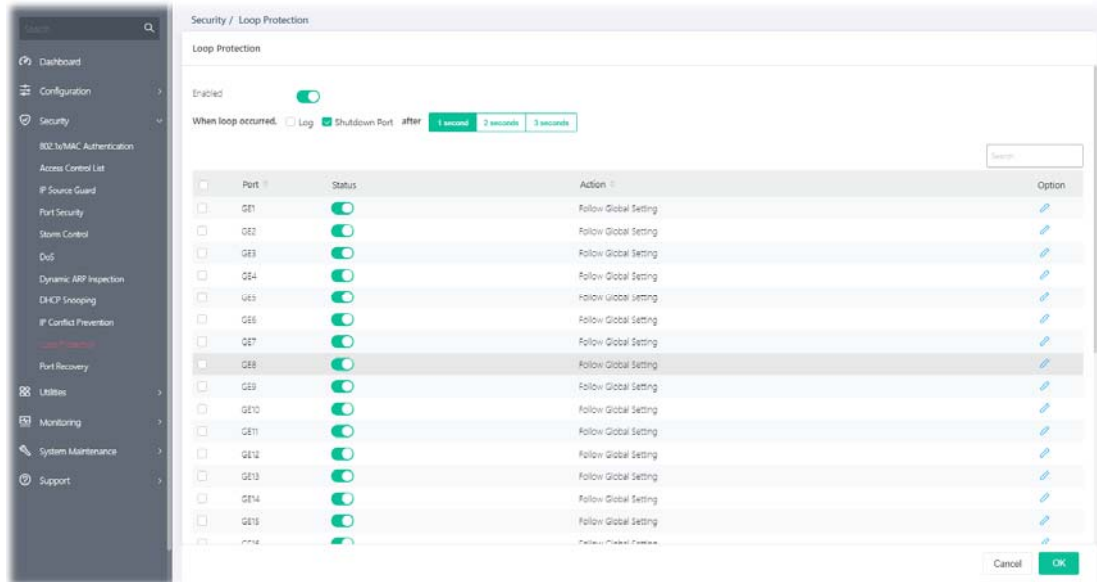 Search
Dashboard
Configuration
Security
802.1x/MAC Authentication
Access Control List
IP Source Guard
Port Security
Storm Control
DoS
Dynamic ARP Inspection
DHCP Snooping
IP Conflict Prevention
Loop Protection
Port Recovery
Utilities
Monitoring
System Maintenance
Support
Security / Loop Protection
Loop Protection
Enabled
When loop occurred. Log Shutdown Port after 1 second 2 seconds 3 seconds
Search
Port Status Action Option
GE1 Follow Global Setting
GE2 Follow Global Setting
GE3 Follow Global Setting
GE4 Follow Global Setting
GE5 Follow Global Setting
GE6 Follow Global Setting
GE7 Follow Global Setting
GE8 Follow Global Setting
GE9 Follow Global Setting
GE10 Follow Global Setting
GE11 Follow Global Setting
GE12 Follow Global Setting
GE13 Follow Global Setting
GE14 Follow Global Setting
GE15 Follow Global Setting
GE16 Follow Global Setting
Cancel OK